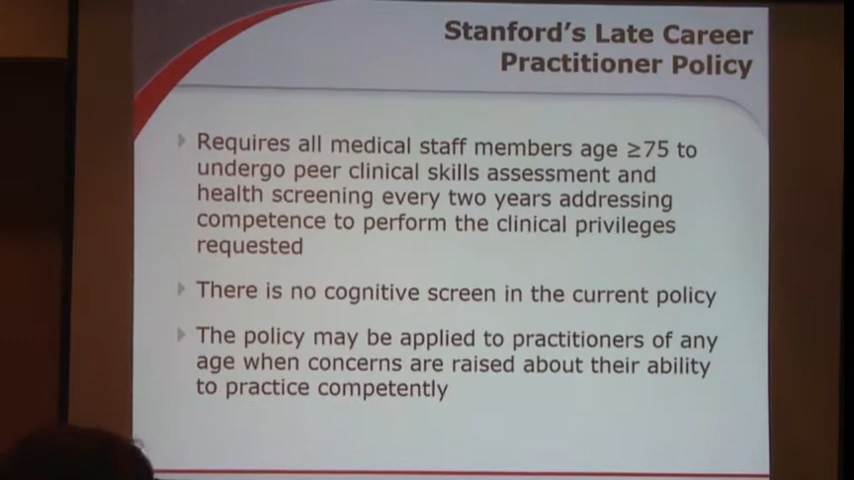 Stanford's Late Career
Practitioner Policy
Requires all medical staff members age ≥75 to
undergo peer clinical skills assessment and
health screening every two years addressing
competence to perform the clinical privileges
requested
There is no cognitive screen in the current policy
The policy may be applied to practitioners of any
age when concerns are raised about their ability
to practice competently